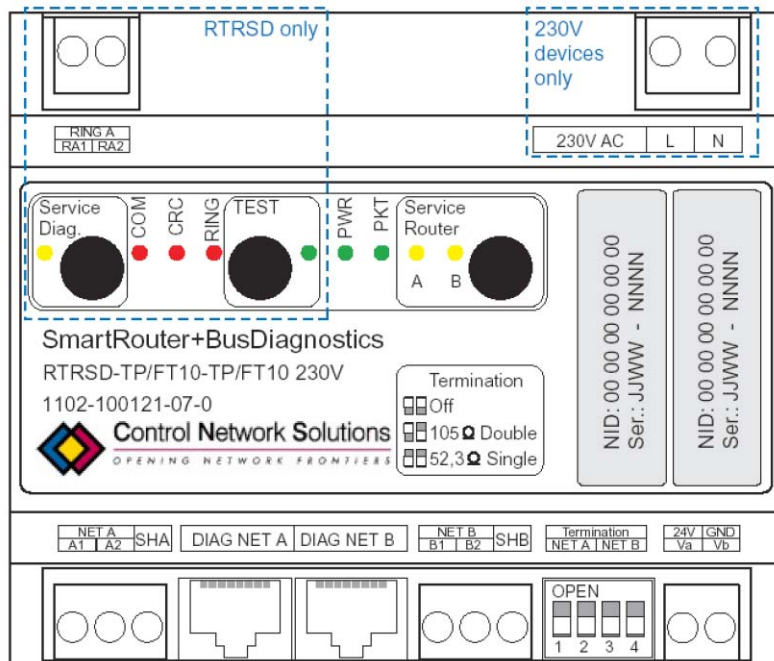 RTRSD only
230V
devices
only
RING A
RA1 RA2
230V AC L N
Service
Diag.
COM
CRC
RING
TEST
PWR
PKT
Service
Router
A B
SmartRouter+BusDiagnostics
RTRSD-TP/FT10-TP/FT10 230V
1102-100121-07-0
Control Network Solutions
OPENING NETWORK FRONTIERS
Termination
Off
105Ω Double
52,3Ω Single
NID: 00 00 00 00 00 00
Ser.: JJWW - NNNN
NID: 00 00 00 00 00 00
Ser.: JJWW - NNNN
NET A
A1 A2 SHA
DIAG NET A DIAG NET B
NET B
B1 B2 SHB
Termination
NET A NET B
24V GND
Va Vb
OPEN
1 2 3 4